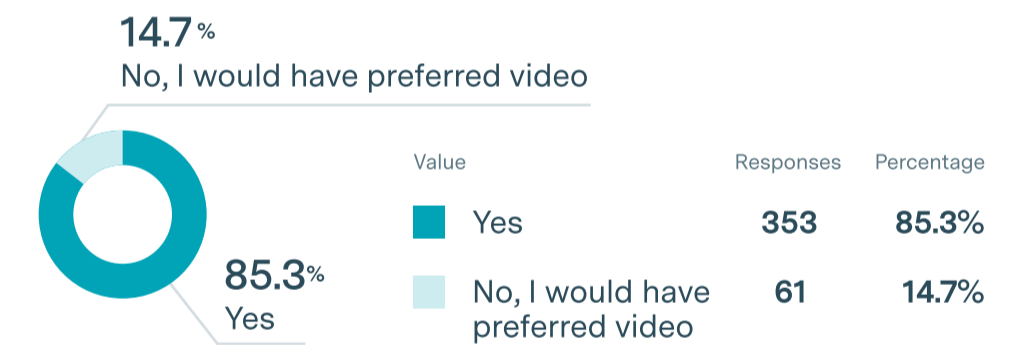 14.7%
No, I would have preferred video
Value Responses Percentage
Yes 353 85.3%
85.3%
Yes
No, I would have 61 14.7%
preferred video